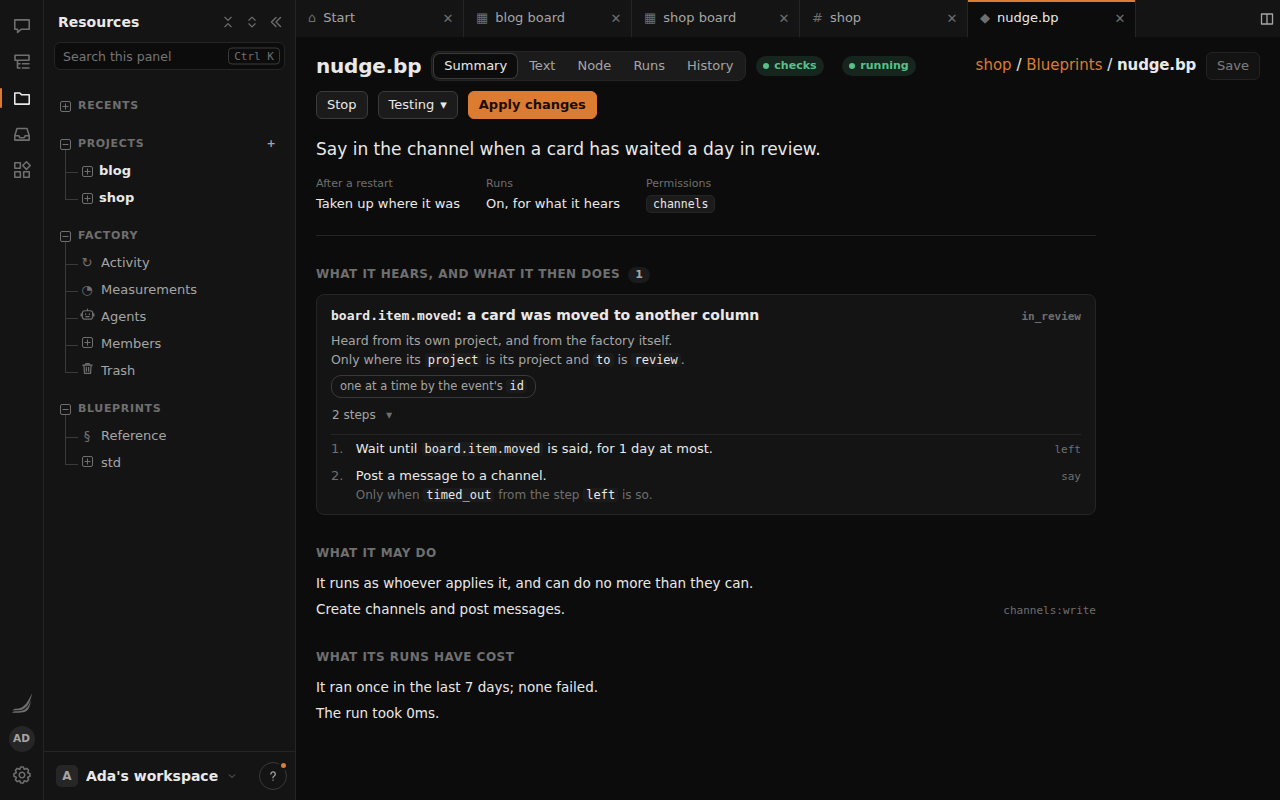 Resources
Search this panel
Ctrl K
RECENTS
PROJECTS
+
blog
shop
FACTORY
Activity
Measurements
Agents
Members
Trash
BLUEPRINTS
§ Reference
std
AD
A Ada's workspace
?
Start ×
blog board ×
shop board ×
# shop ×
nudge.bp ×
nudge.bp
Summary Text Node Runs History
checks
running
shop / Blueprints / nudge.bp
Save
Stop
Testing ▾
Apply changes
Say in the channel when a card has waited a day in review.
After a restart Runs Permissions
Taken up where it was On, for what it hears channels
WHAT IT HEARS, AND WHAT IT THEN DOES 1
board.item.moved: a card was moved to another column in_review
Heard from its own project, and from the factory itself.
Only where its project is its project and to is review.
one at a time by the event's id
2 steps ▾
1. Wait until board.item.moved is said, for 1 day at most. left
2. Post a message to a channel. say
Only when timed_out from the step left is so.
WHAT IT MAY DO
It runs as whoever applies it, and can do no more than they can.
Create channels and post messages. channels:write
WHAT ITS RUNS HAVE COST
It ran once in the last 7 days; none failed.
The run took 0ms.